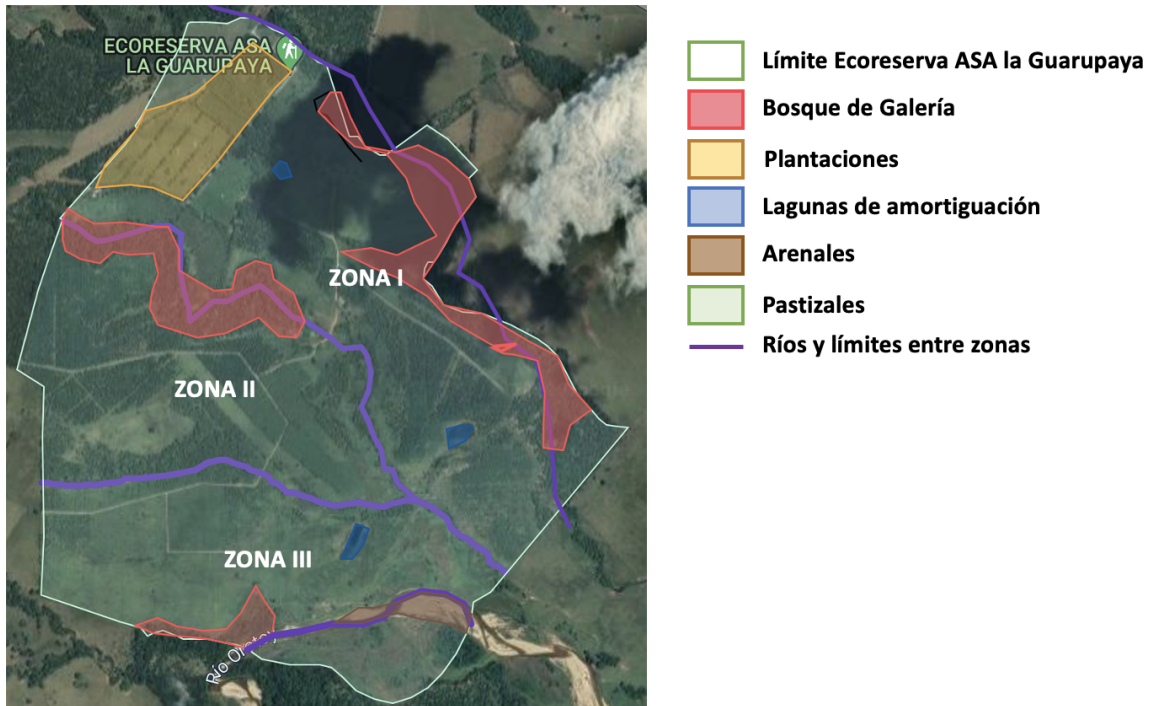 ECORESERVA ASA
LA GUARUPAYA
ZONA I
ZONA II
ZONA III
Río
Límite Ecoreserva ASA la Guarupaya
Bosque de Galería
Plantaciones
Lagunas de amortiguación
Arenales
Pastizales
Ríos y límites entre zonas